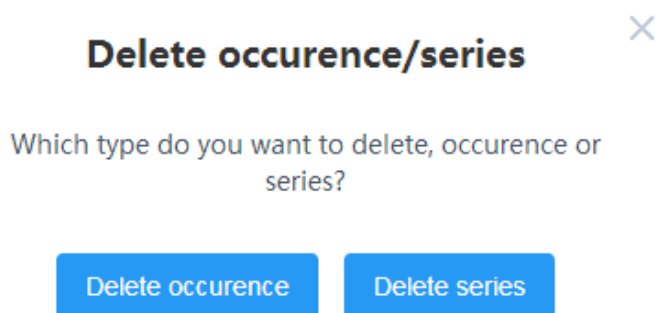 Delete occurence/series
Which type do you want to delete, occurence or
series?
Delete occurence
Delete series